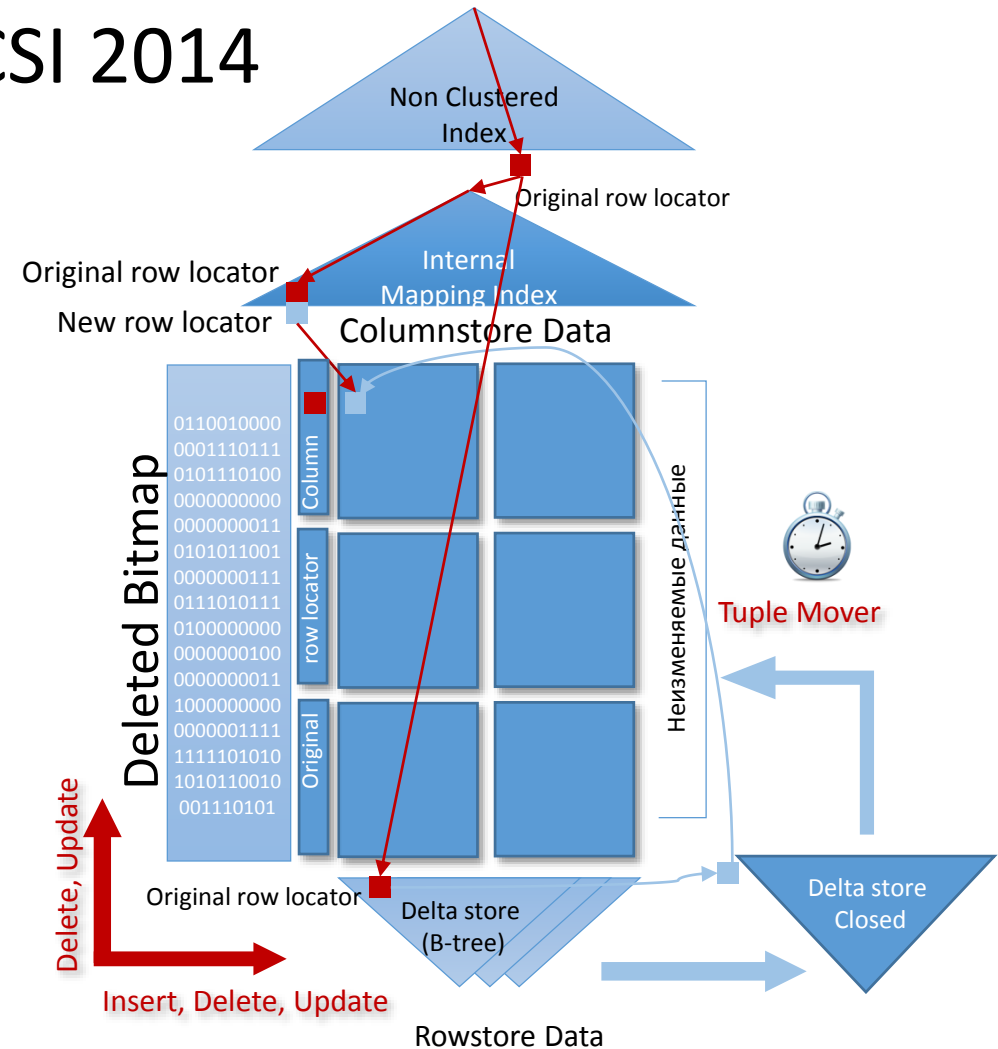 CSI 2014
Non Clustered
Index
Original row locator
Internal
Mapping Index
Original row locator
New row locator
Columnstore Data
Deleted Bitmap
0110010000
0001110111
0101110100
0000000000
0000000011
0101011001
0000000111
0111010111
0100000000
0000000100
0000000011
1000000000
0000001111
1111101010
1010110010
001110101
Column
row locator
Original
Неизменяемые данные
Tuple Mover
Delete, Update
Original row locator
Delta store
(B-tree)
Delta store
Closed
Insert, Delete, Update
Rowstore Data